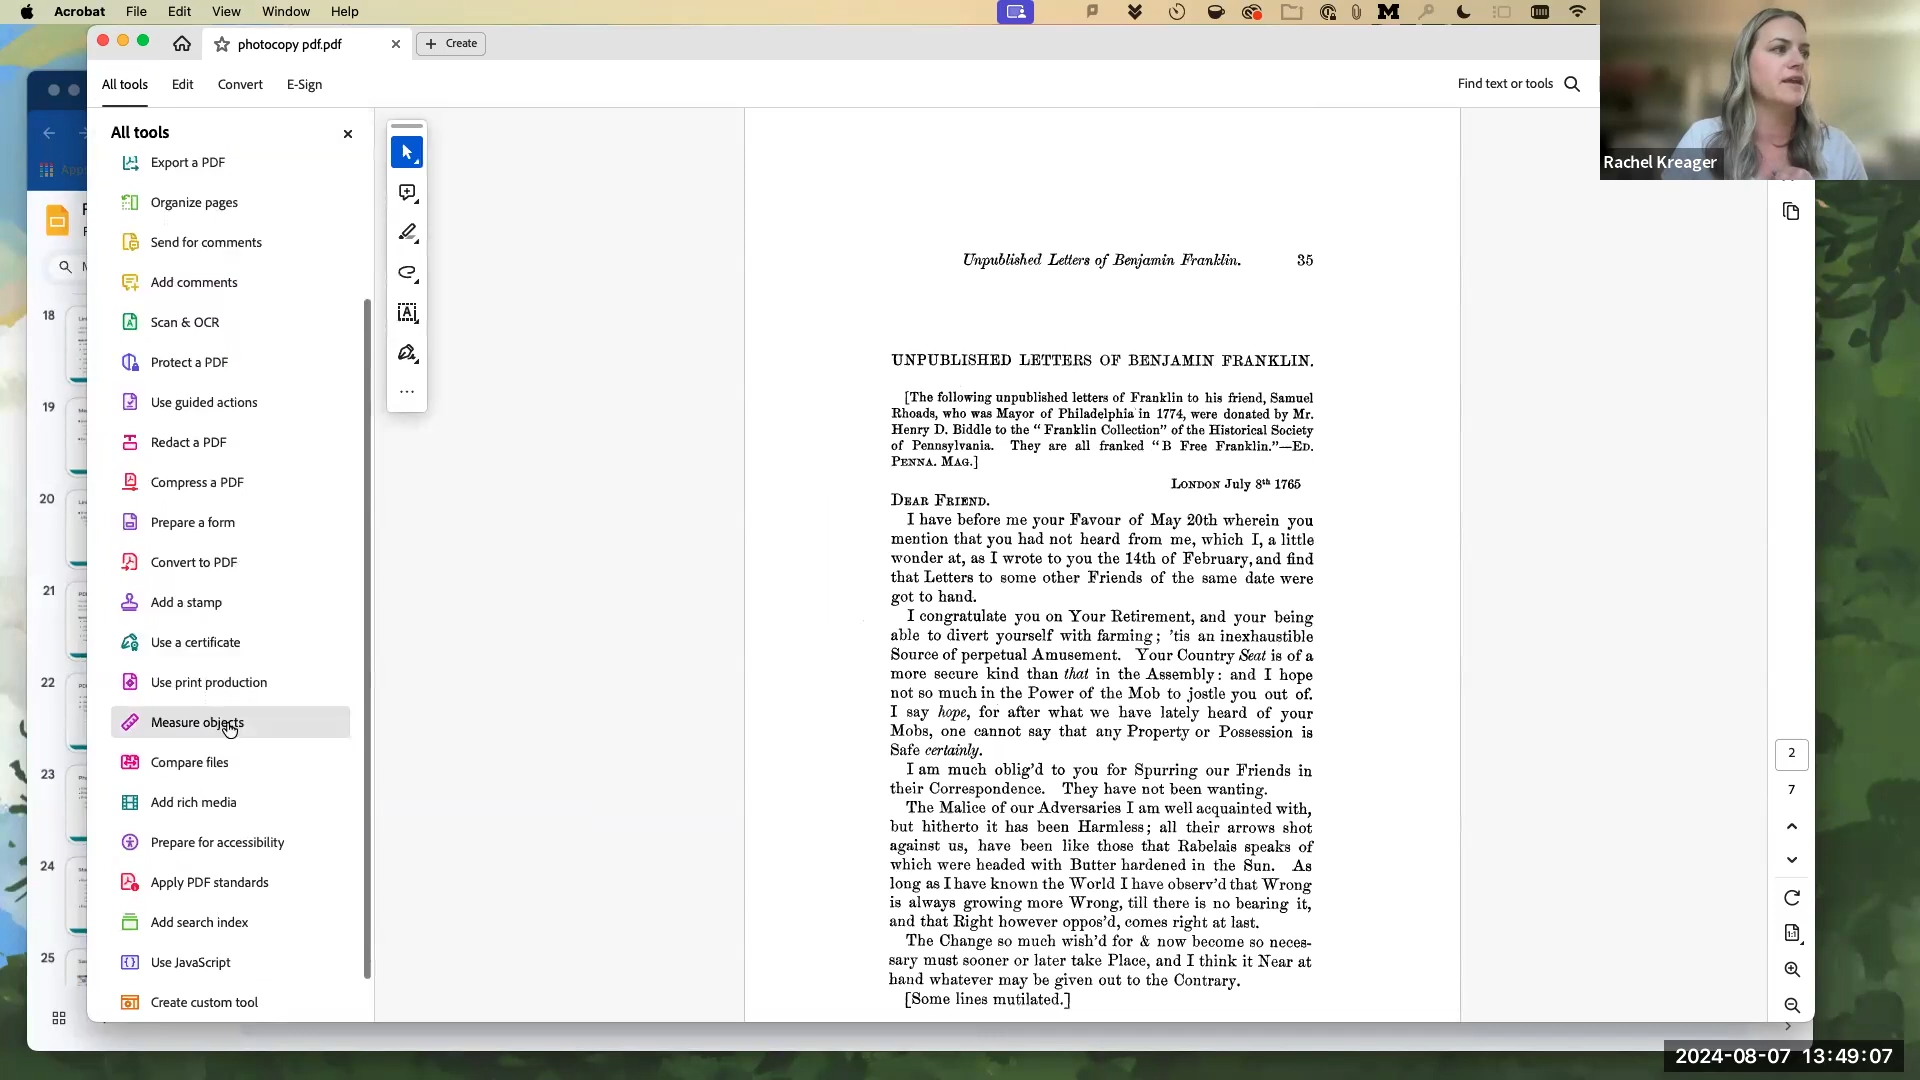 Acrobat File Edit View Window Help
photocopy pdf.pdf
Create
All tools Edit Convert E-Sign
Find text or tools
All tools
Export a PDF
Organize pages
Send for comments
Add comments
Scan & OCR
Protect a PDF
Use guided actions
Redact a PDF
Compress a PDF
Prepare a form
Convert to PDF
Add a stamp
Use a certificate
Use print production
Measure objects
Compare files
Add rich media
Prepare for accessibility
Apply PDF standards
Add search index
Use JavaScript
Create custom tool
18
19
20
21
22
23
24
25
Unpublished Letters of Benjamin Franklin. 35
UNPUBLISHED LETTERS OF BENJAMIN FRANKLIN.
[The following unpublished letters of Franklin to his friend, Samuel
Rhoads, who was Mayor of Philadelphia in 1774, were donated by Mr.
Henry D. Biddle to the “Franklin Collection” of the Historical Society
of Pennsylvania. They are all franked “B Free Franklin.”—ED.
PENNA. MAG.]
LONDON July 8th 1765
DEAR FRIEND.
I have before me your Favour of May 20th wherein you
mention that you had not heard from me, which I, a little
wonder at, as I wrote to you the 14th of February, and find
that Letters to some other Friends of the same date were
got to hand.
I congratulate you on Your Retirement, and your being
able to divert yourself with farming; 'tis an inexhaustible
Source of perpetual Amusement. Your Country Seat is of a
more secure kind than that in the Assembly: and I hope
not so much in the Power of the Mob to jostle you out of.
I say hope, for after what we have lately heard of your
Mobs, one cannot say that any Property or Possession is
Safe certainly.
I am much oblig'd to you for Spurring our Friends in
their Correspondence. They have not been wanting.
The Malice of our Adversaries I am well acquainted with,
but hitherto it has been Harmless; all their arrows shot
against us, have been like those that Rabelais speaks of
which were headed with Butter hardened in the Sun. As
long as I have known the World I have observ'd that Wrong
is always growing more Wrong, till there is no bearing it,
and that Right however oppos'd, comes right at last.
The Change so much wish'd for & now become so neces-
sary must sooner or later take Place, and I think it Near at
hand whatever may be given out to the Contrary.
[Some lines mutilated.]
2
7
Rachel Kreager
2024-08-07 13:49:07